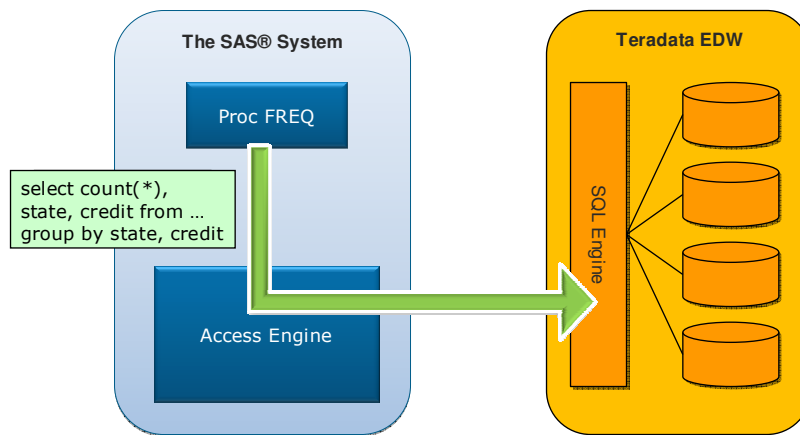 The SAS® System
Teradata EDW
Proc FREQ
select count(*),
state, credit from …
group by state, credit
SQL Engine
Access Engine